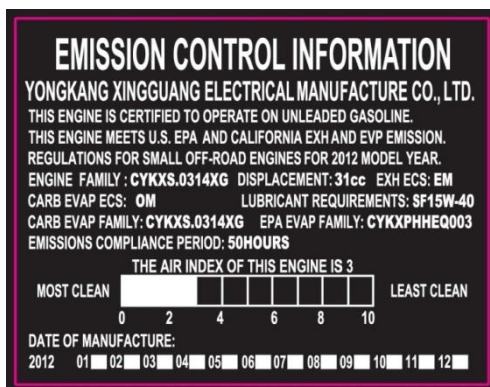 EMISSION CONTROL INFORMATION
YONGKANG XINGGUANG ELECTRICAL MANUFACTURE CO., LTD.
THIS ENGINE IS CERTIFIED TO OPERATE ON UNLEADED GASOLINE.
THIS ENGINE MEETS U.S. EPA AND CALIFORNIA EXH AND EVP EMISSION.
REGULATIONS FOR SMALL OFF-ROAD ENGINES FOR 2012 MODEL YEAR.
ENGINE FAMILY : CYKXS.0314XG DISPLACEMENT: 31cc EXH ECS: EM
CARB EVAP ECS: OM LUBRICANT REQUIREMENTS: SF15W-40
CARB EVAP FAMILY: CYKXS.0314XG EPA EVAP FAMILY: CYKXPHHEQ003
EMISSIONS COMPLIANCE PERIOD: 50HOURS
THE AIR INDEX OF THIS ENGINE IS 3
MOST CLEAN LEAST CLEAN
0 2 4 6 8 10
DATE OF MANUFACTURE:
2012 01 02 03 04 05 06 07 08 09 10 11 12